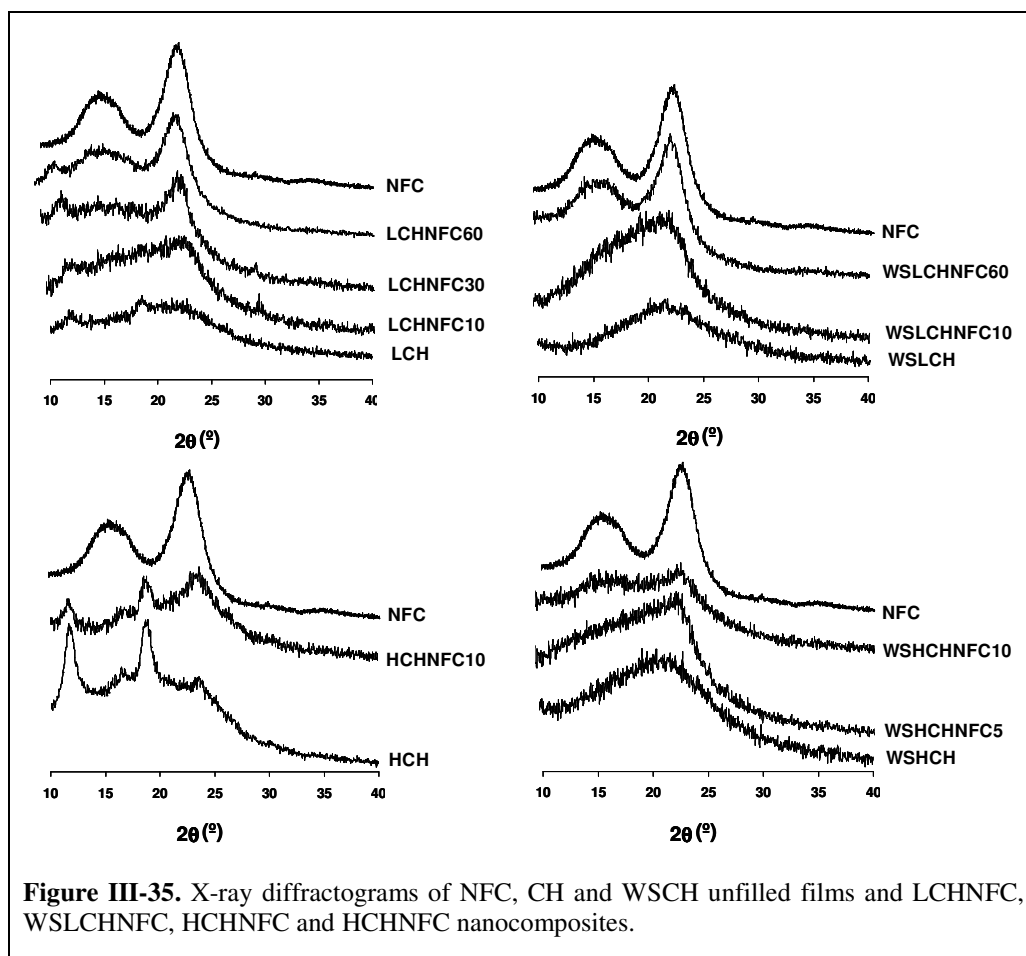 NFC
LCHNFC60
LCHNFC30
LCHNFC10
LCH
10 15 20 25 30 35 40
2θ (º)
NFC
WSLCHNFC60
WSLCHNFC10
WSLCH
10 15 20 25 30 35 40
2θ (º)
NFC
HCHNFC10
HCH
10 15 20 25 30 35 40
2θ (º)
NFC
WSHCHNFC10
WSHCHNFC5
WSHCH
10 15 20 25 30 35 40
2θ (º)
Figure III-35. X-ray diffractograms of NFC, CH and WSCH unfilled films and LCHNFC,
WSLCHNFC, HCHNFC and HCHNFC nanocomposites.